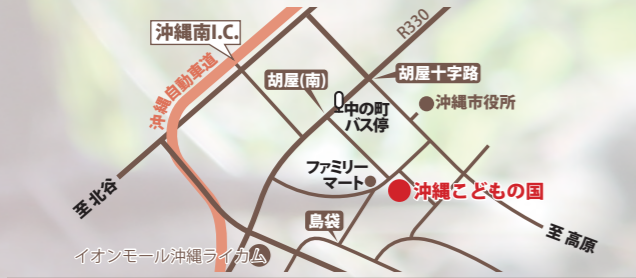 沖縄南I.C.
R330
沖縄自動車道
胡屋(南)
胡屋十字路
中の町
バス停
沖縄市役所
ファミリー
マート
沖縄こどもの国
至 北谷
島袋
至 高原
イオンモール沖縄ライカム